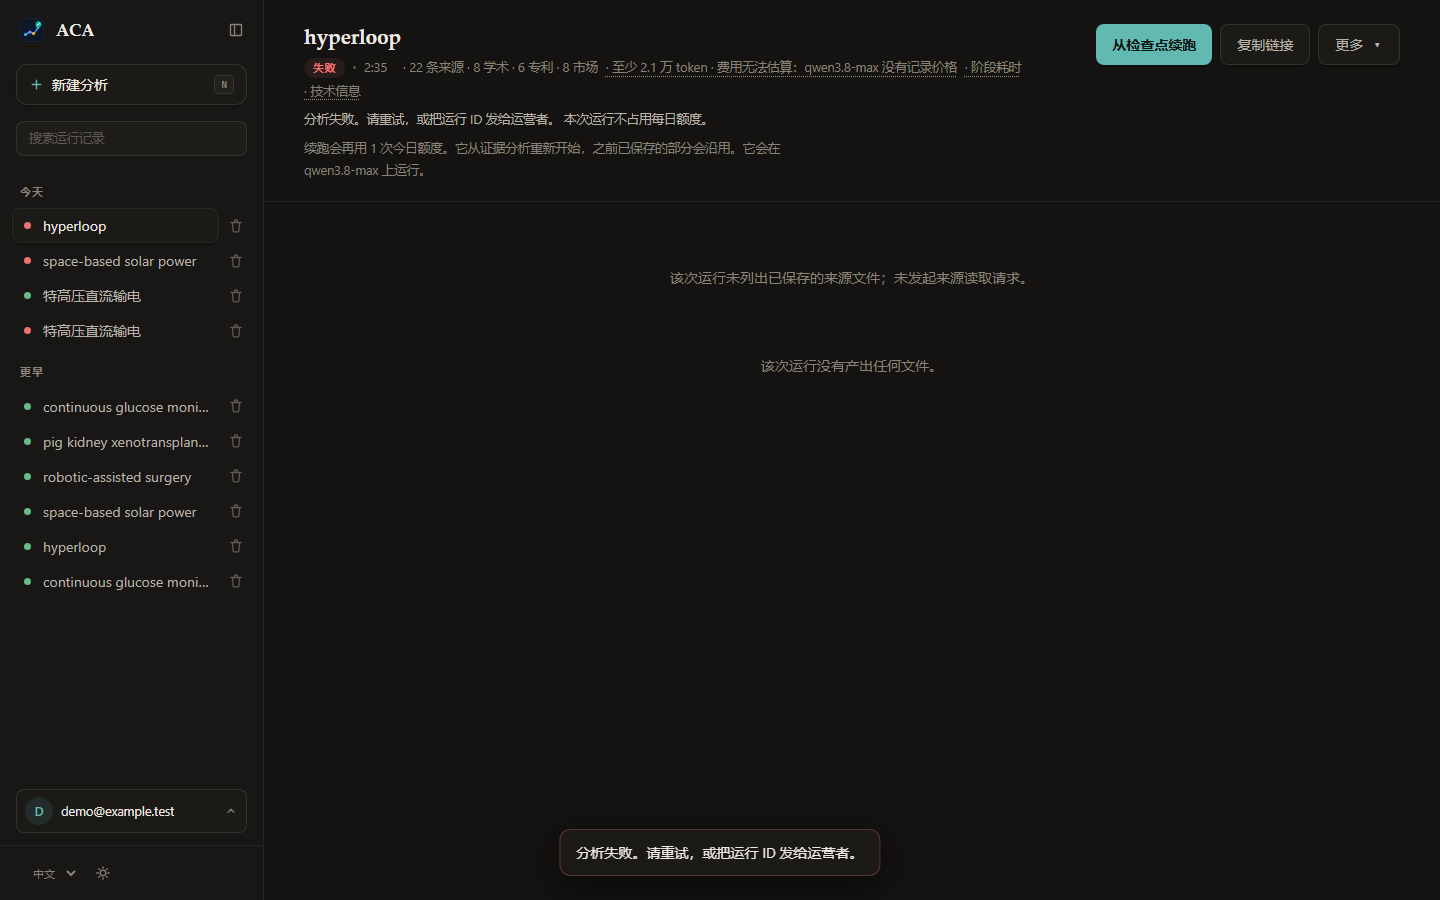 ACA
新建分析
N
搜索运行记录
今天
hyperloop
space-based solar power
特高压直流输电
特高压直流输电
更早
continuous glucose moni...
pig kidney xenotransplan...
robotic-assisted surgery
space-based solar power
hyperloop
continuous glucose moni...
D demo@example.test
中文
hyperloop
失败 · 2:35 · 22 条来源 · 8 学术 · 6 专利 · 8 市场 · 至少 2.1 万 token · 费用无法估算：qwen3.8-max 没有记录价格 · 阶段耗时
· 技术信息
分析失败。请重试，或把运行 ID 发给运营者。 本次运行不占用每日额度。
续跑会再用 1 次今日额度。它从证据分析重新开始，之前已保存的部分会沿用。它会在
qwen3.8-max 上运行。
从检查点续跑
复制链接
更多
该次运行未列出已保存的来源文件；未发起来源读取请求。
该次运行没有产出任何文件。
分析失败。请重试，或把运行 ID 发给运营者。